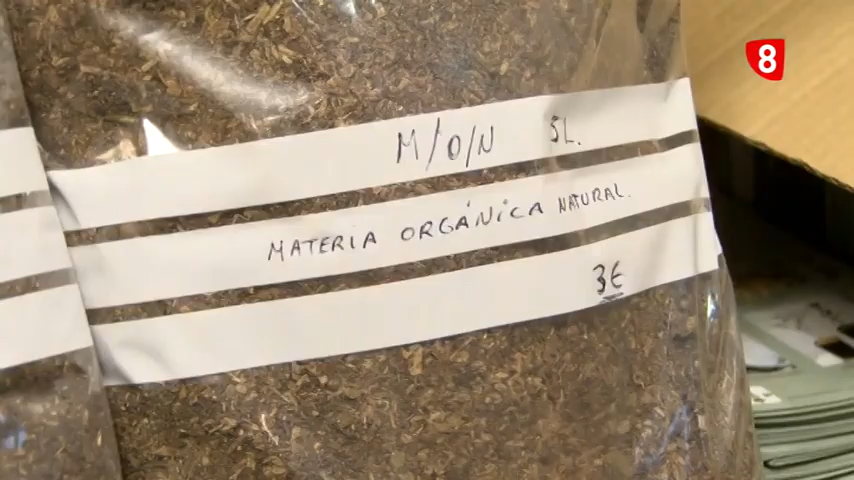 8
M/O/N 5L.
MATERIA ORGÁNICA NATURAL.
3€